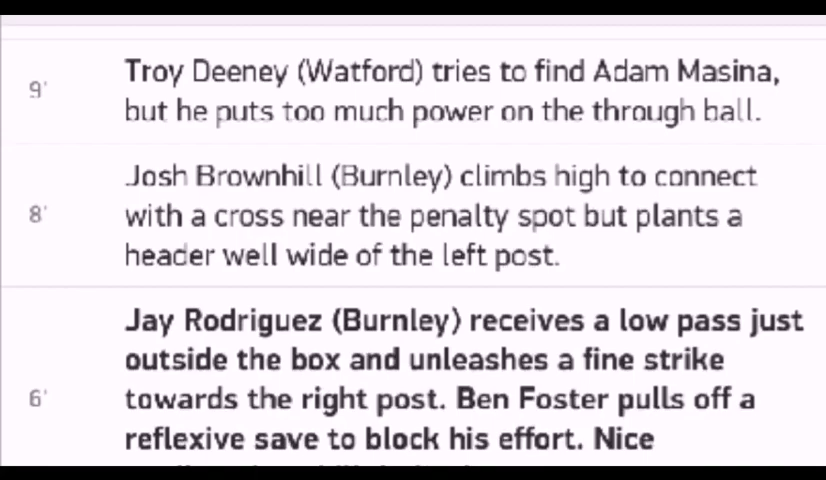 9'
Troy Deeney (Watford) tries to find Adam Masina,
but he puts too much power on the through ball.
8'
Josh Brownhill (Burnley) climbs high to connect
with a cross near the penalty spot but plants a
header well wide of the left post.
6'
Jay Rodriguez (Burnley) receives a low pass just
outside the box and unleashes a fine strike
towards the right post. Ben Foster pulls off a
reflexive save to block his effort. Nice